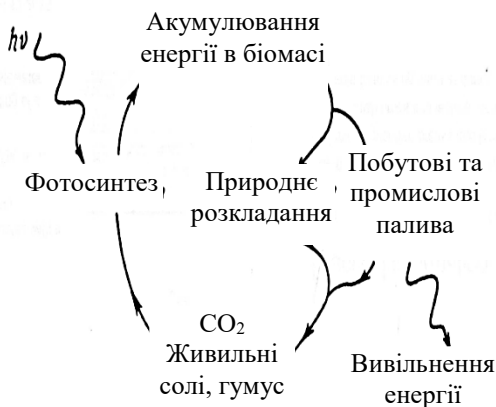 hν
Акумулювання
енергії в біомасі
Фотосинтез
Природнє
розкладання
Побутові та
промислові
палива
CO₂
Живильні
солі, гумус
Вивільнення
енергії